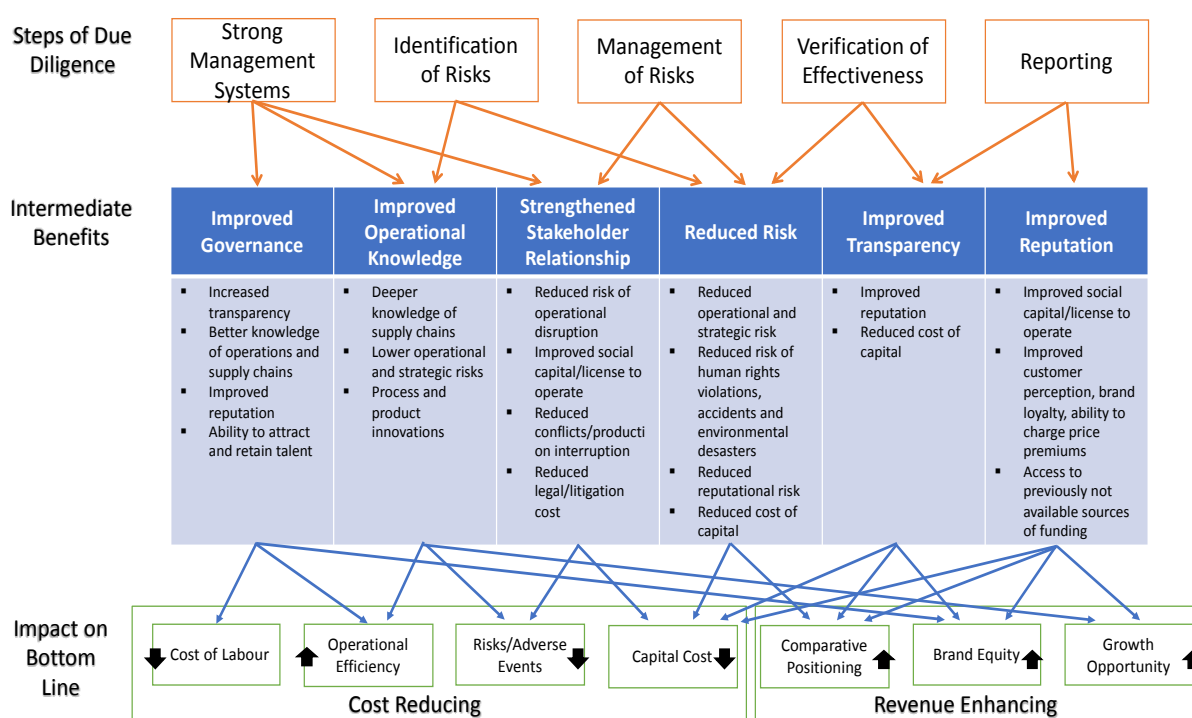 Steps of Due
Diligence
Strong
Management
Systems
Identification
of Risks
Management
of Risks
Verification of
Effectiveness
Reporting
Intermediate
Benefits
Improved
Governance
Improved
Operational
Knowledge
Strengthened
Stakeholder
Relationship
Reduced Risk
Improved
Transparency
Improved
Reputation
▪ Increased
transparency
▪ Better knowledge
of operations and
supply chains
▪ Improved
reputation
▪ Ability to attract
and retain talent
▪ Deeper
knowledge of
supply chains
▪ Lower operational
and strategic risks
▪ Process and
product
innovations
▪ Reduced risk of
operational
disruption
▪ Improved social
capital/license to
operate
▪ Reduced
conflicts/producti
on interruption
▪ Reduced
legal/litigation
cost
▪ Reduced
operational and
strategic risk
▪ Reduced risk of
human rights
violations,
accidents and
environmental
desasters
▪ Reduced
reputational risk
▪ Reduced cost of
capital
▪ Improved
reputation
▪ Reduced cost of
capital
▪ Improved social
capital/license to
operate
▪ Improved
customer
perception, brand
loyalty, ability to
charge price
premiums
▪ Access to
previously not
available sources
of funding
Impact on
Bottom
Line
Cost of Labour
Operational
Efficiency
Risks/Adverse
Events
Capital Cost
Comparative
Positioning
Brand Equity
Growth
Opportunity
Cost Reducing
Revenue Enhancing